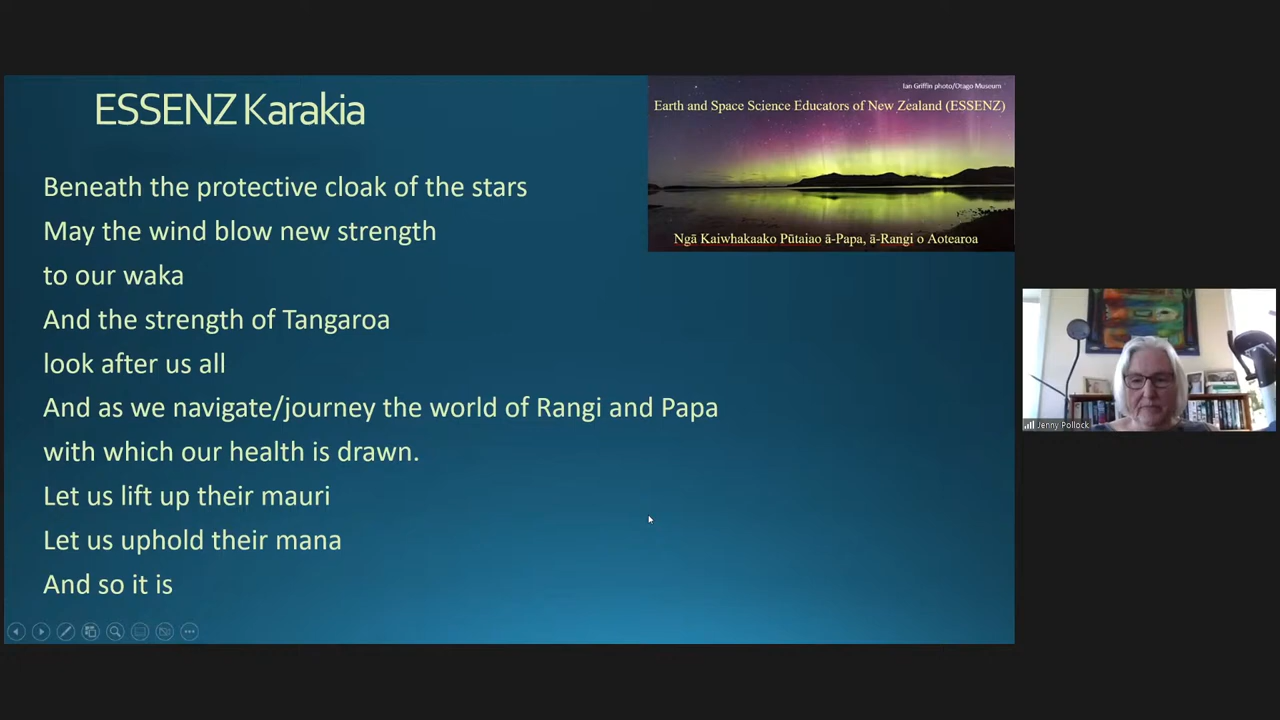 ESSENZ Karakia
Beneath the protective cloak of the stars
May the wind blow new strength
to our waka
And the strength of Tangaroa
look after us all
And as we navigate/journey the world of Rangi and Papa
with which our health is drawn.
Let us lift up their mauri
Let us uphold their mana
And so it is
Ian Griffin photo/Otago Museum
Earth and Space Science Educators of New Zealand (ESSENZ)
Ngā Kaiwhakaako Pūtaiao ā-Papa, ā-Rangi o Aotearoa
Jenny Pollock